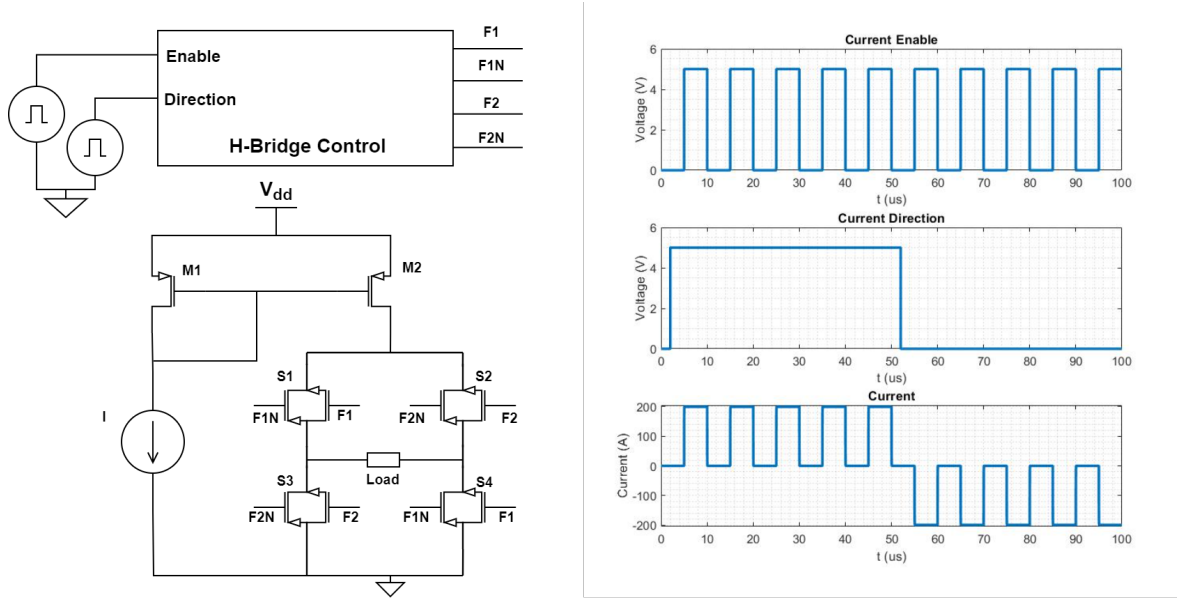 Enable
Direction
H-Bridge Control
F1
F1N
F2
F2N
Vdd
M1
M2
I
S1
S2
F1N
F1
F2N
F2
Load
S3
S4
F2N
F2
F1N
F1
Current Enable
Voltage (V)
6
4
2
0
0 10 20 30 40 50 60 70 80 90 100
t (us)
Current Direction
Voltage (V)
6
4
2
0
0 10 20 30 40 50 60 70 80 90 100
t (us)
Current
Current (A)
200
100
0
-100
-200
0 10 20 30 40 50 60 70 80 90 100
t (us)